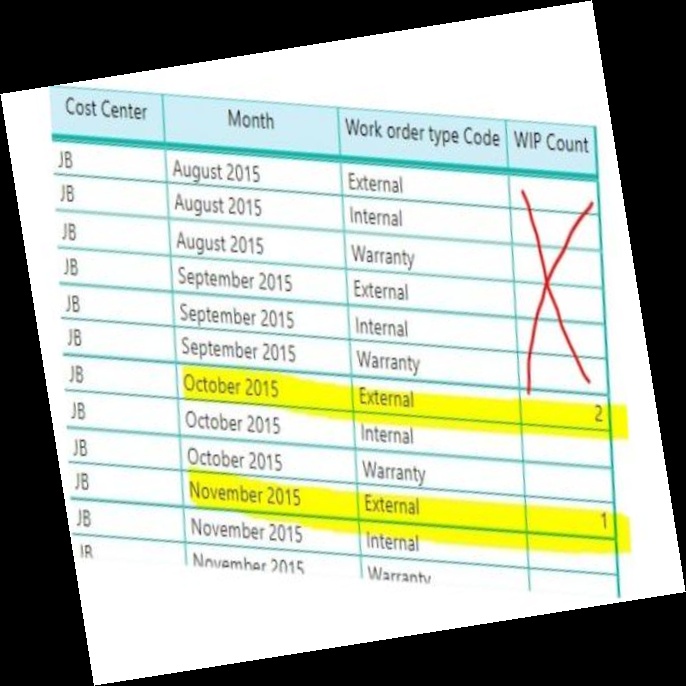 Cost Center Month Work order type Code WIP Count
JB August 2015 External
JB August 2015 Internal
JB August 2015 Warranty
JB September 2015 External
JB September 2015 Internal
JB September 2015 Warranty
JB October 2015 External 2
JB October 2015 Internal
JB October 2015 Warranty
JB November 2015 External 1
JB November 2015 Internal
JB November 2015 Warranty